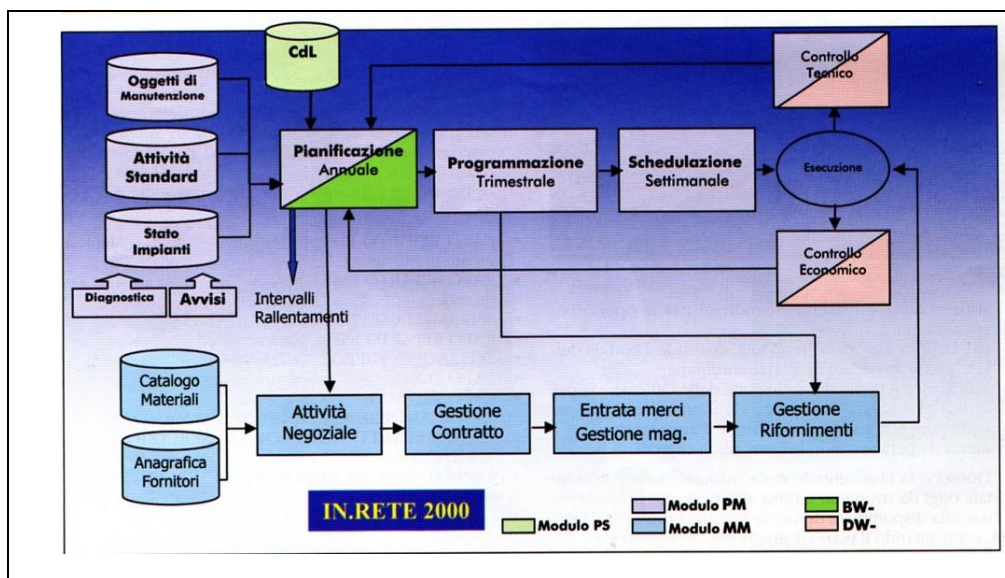 CdL
Oggetti di
Manutenzione
Attività
Standard
Stato
Impianti
Diagnostica
Avvisi
Pianificazione
Annuale
Programmazione
Trimestrale
Schedulazione
Settimanale
Esecuzione
Controllo
Tecnico
Controllo
Economico
Intervalli
Rallentamenti
Catalogo
Materiali
Anagrafica
Fornitori
Attività
Negoziale
Gestione
Contratto
Entrata merci
Gestione mag.
Gestione
Rifornimenti
IN.RETE 2000
Modulo PS
Modulo PM
Modulo MM
BW-
DW-